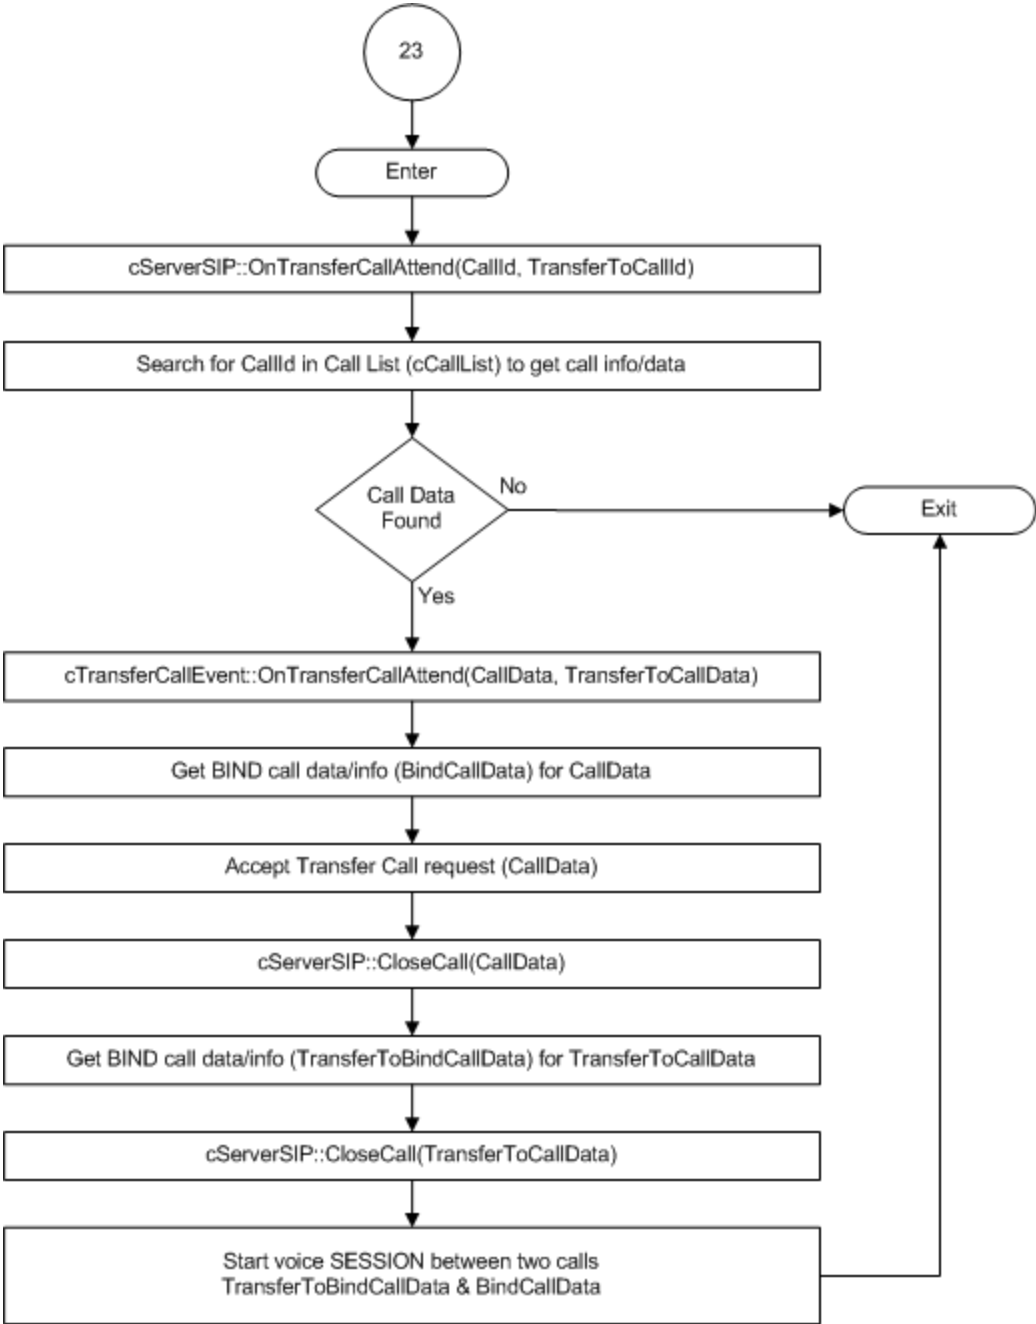 23
Enter
cServerSIP::OnTransferCallAttend(CallId, TransferToCallId)
Search for CallId in Call List (cCallList) to get call info/data
Call Data
Found
No
Exit
Yes
cTransferCallEvent::OnTransferCallAttend(CallData, TransferToCallData)
Get BIND call data/info (BindCallData) for CallData
Accept Transfer Call request (CallData)
cServerSIP::CloseCall(CallData)
Get BIND call data/info (TransferToBindCallData) for TransferToCallData
cServerSIP::CloseCall(TransferToCallData)
Start voice SESSION between two calls
TransferToBindCallData & BindCallData